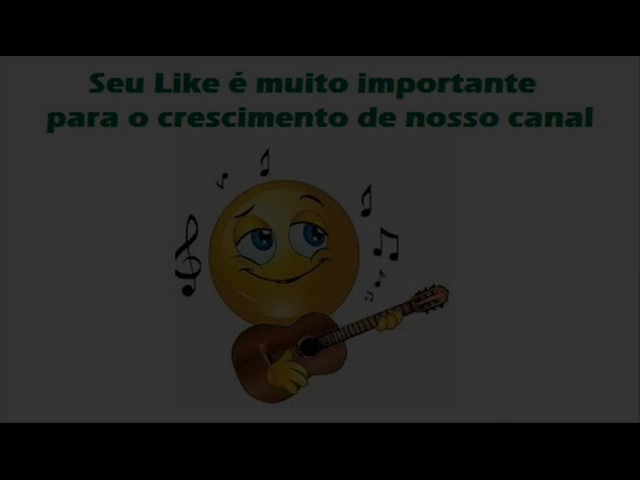 Seu Like é muito importante
para o crescimento de nosso canal